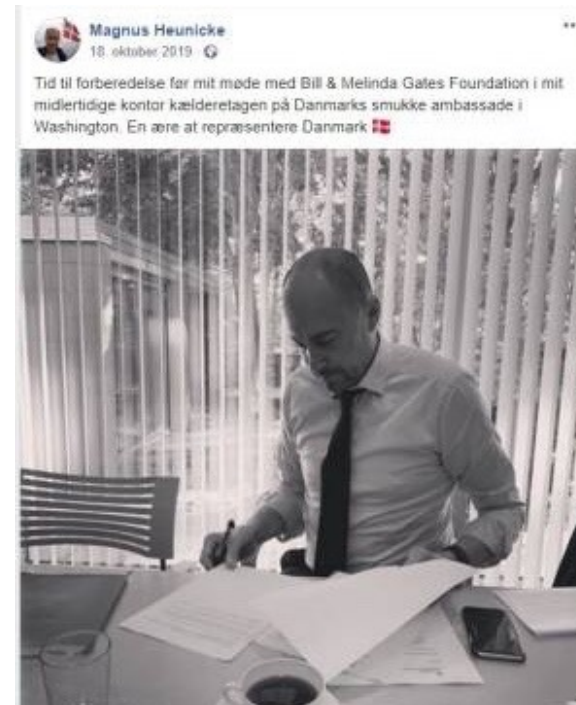 Magnus Heunicke
18. oktober 2019
Tid til forberedelse før mit møde med Bill & Melinda Gates Foundation i mit
midlertidige kontor kælderetagen på Danmarks smukke ambassade i
Washington. En ære at repræsentere Danmark 🇩🇰